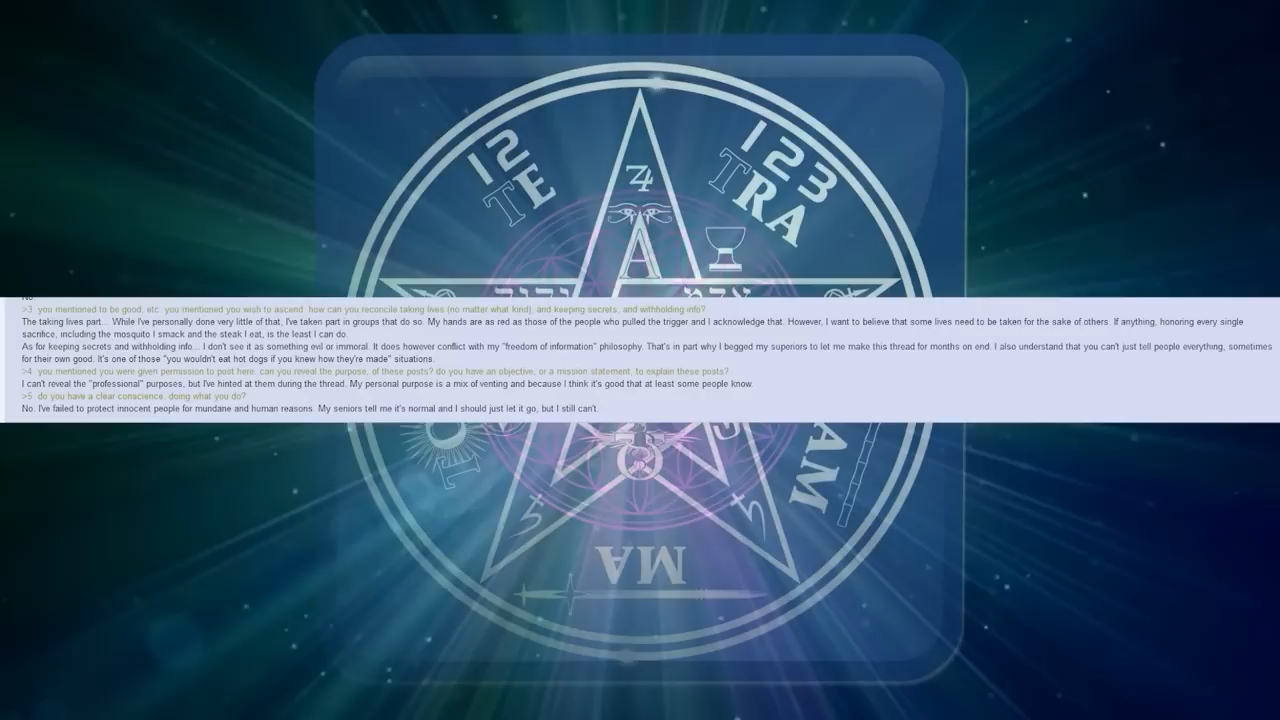 12
123
TE
TRA
A
No.
>3  you mentioned to be good, etc. you mentioned you wish to ascend. how can you reconcile taking lives (no matter what kind), and keeping secrets, and withholding info?
The taking lives part... While I've personally done very little of that, I've taken part in groups that do so. My hands are as red as those of the people who pulled the trigger and I acknowledge that. However, I want to believe that some lives need to be taken for the sake of others. If anything, honoring every single
sacrifice, including the mosquito I smack and the steak I eat, is the least I can do.
As for keeping secrets and withholding info... I don't see it as something evil or immoral. It does however conflict with my "freedom of information" philosophy. That's in part why I begged my superiors to let me make this thread for months on end. I also understand that you can't just tell people everything, sometimes
for their own good. It's one of those "you wouldn't eat hot dogs if you knew how they're made" situations.
>4  you mentioned you were given permission to post here. can you reveal the purpose, of these posts? do you have an objective, or a mission statement, to explain these posts?
I can't reveal the "professional" purposes, but I've hinted at them during the thread. My personal purpose is a mix of venting and because I think it's good that at least some people know.
>5  do you have a clear conscience. doing what you do?
No. I've failed to protect innocent people for mundane and human reasons. My seniors tell me it's normal and I should just let it go, but I still can't.
AM
MA